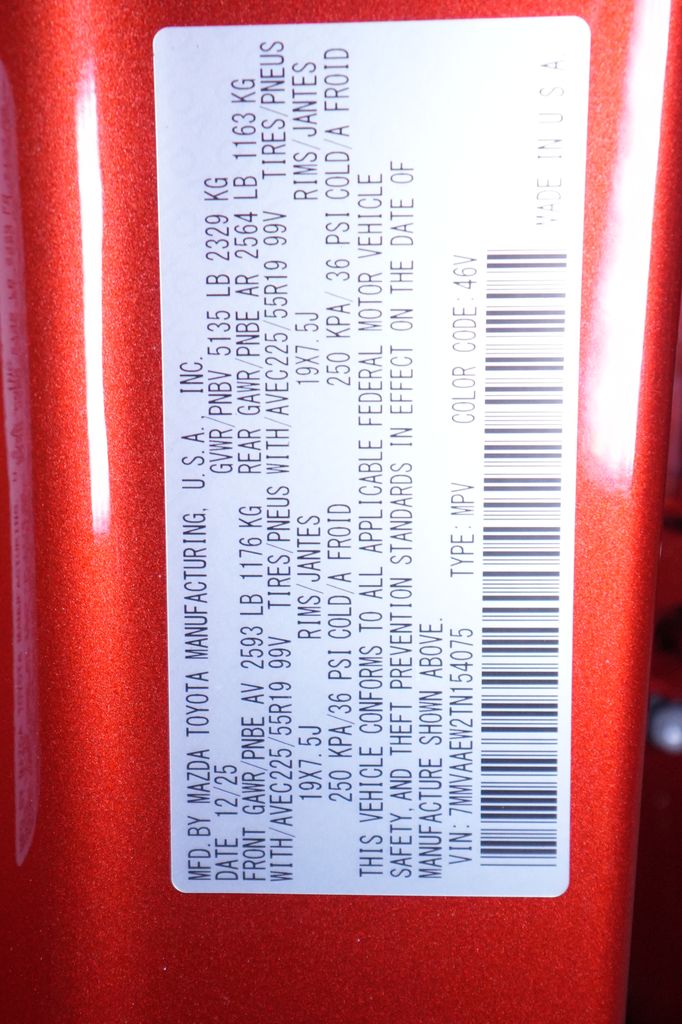 MFD. BY MAZDA TOYOTA MANUFACTURING, U.S.A., INC.
DATE 12/25 GVWR/PNBV 5135 LB 2329 KG
FRONT GAWR/PNBE AV 2593 LB 1176 KG REAR GAWR/PNBE AR 2564 LB 1163 KG
WITH/AVEC225/55R19 99V TIRES/PNEUS WITH/AVEC225/55R19 99V TIRES/PNEUS
19X7.5J RIMS/JANTES 19X7.5J RIMS/JANTES
250 KPA/36 PSI COLD/A FROID 250 KPA/ 36 PSI COLD/A FROID
THIS VEHICLE CONFORMS TO ALL APPLICABLE FEDERAL MOTOR VEHICLE
SAFETY, AND THEFT PREVENTION STANDARDS IN EFFECT ON THE DATE OF
MANUFACTURE SHOWN ABOVE.
VIN: 7MMVAAEW2TN154075 TYPE: MPV COLOR CODE: 46V
MADE IN U S A